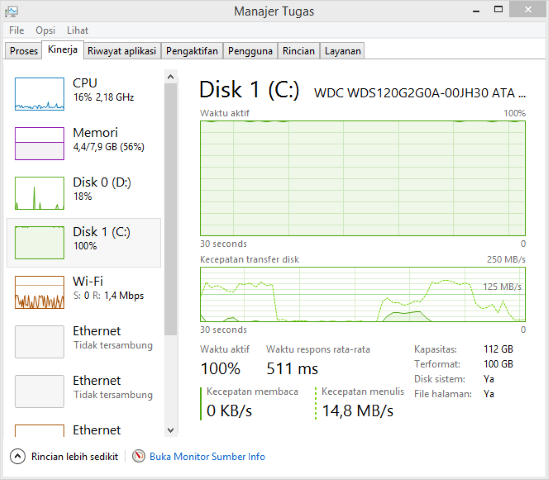 Manajer Tugas
File Opsi Lihat
Proses Kinerja Riwayat aplikasi Pengaktifan Pengguna Rincian Layanan
CPU
16% 2,18 GHz
Memori
4,4/7,9 GB (56%)
Disk 0 (D:)
18%
Disk 1 (C:)
100%
Wi-Fi
S: 0 R: 1,4 Mbps
Ethernet
Tidak tersambung
Ethernet
Tidak tersambung
Ethernet
Disk 1 (C:) WDC WDS120G2G0A-00JH30 ATA ...
Waktu aktif 100%
30 seconds 0
Kecepatan transfer disk 250 MB/s
125 MB/s
30 seconds 0
Waktu aktif
100%
Waktu respons rata-rata
511 ms
Kecepatan membaca
0 KB/s
Kecepatan menulis
14,8 MB/s
Kapasitas: 112 GB
Terformat: 100 GB
Disk sistem: Ya
File halaman: Ya
Rincian lebih sedikit Buka Monitor Sumber Info